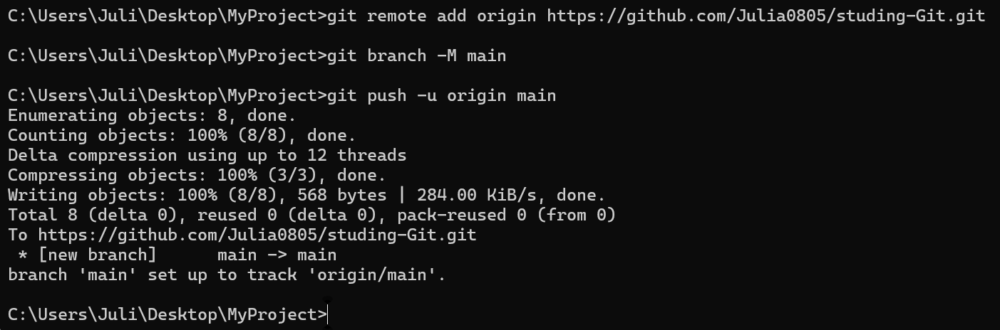 C:\Users\Juli\Desktop\MyProject>git remote add origin https://github.com/Julia0805/studing-Git.git
C:\Users\Juli\Desktop\MyProject>git branch -M main
C:\Users\Juli\Desktop\MyProject>git push -u origin main
Enumerating objects: 8, done.
Counting objects: 100% (8/8), done.
Delta compression using up to 12 threads
Compressing objects: 100% (3/3), done.
Writing objects: 100% (8/8), 568 bytes | 284.00 KiB/s, done.
Total 8 (delta 0), reused 0 (delta 0), pack-reused 0 (from 0)
To https://github.com/Julia0805/studing-Git.git
 * [new branch]      main -> main
branch 'main' set up to track 'origin/main'.
C:\Users\Juli\Desktop\MyProject>